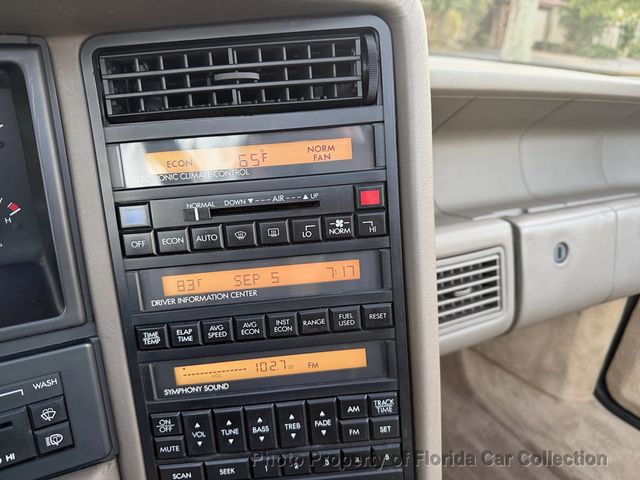 ECON 65F NORM FAN
ELECTRONIC CLIMATE CONTROL
NORMAL DOWN ▼ AIR ▲ UP
OFF ECON AUTO LO NORM HI
83F SEP 5 7:17
DRIVER INFORMATION CENTER
TIME TEMP ELAP TIME AVG SPEED AVG ECON INST ECON RANGE FUEL USED RESET
VOL 102.7 ST FM
SYMPHONY SOUND
ON OFF VOL TUNE BASS TREB FADE AM TRACK TIME
MUTE FM SET
SCAN SEEK
WASH
HI
H
Property of Florida Car Collection